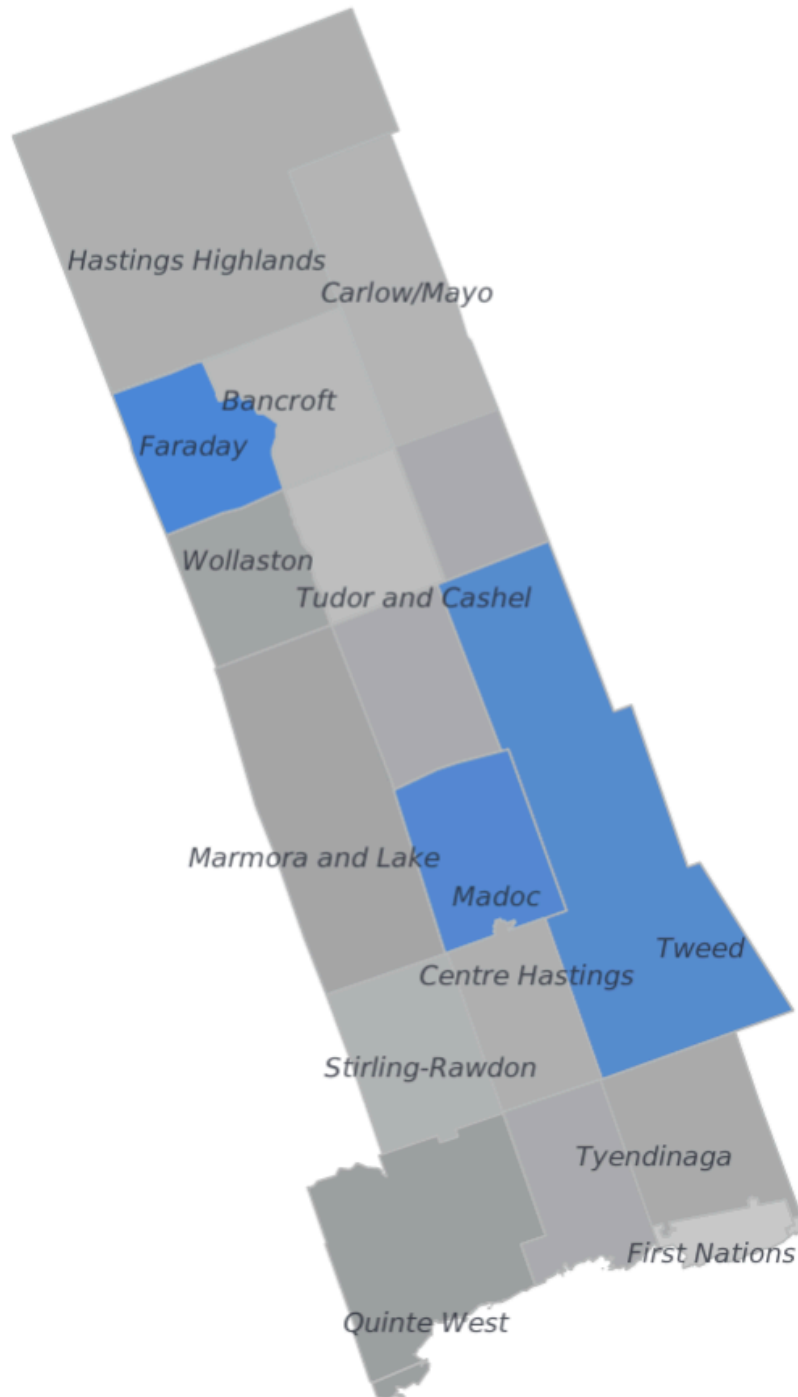 Hastings Highlands
Carlow/Mayo
Bancroft
Faraday
Wollaston
Tudor and Cashel
Marmora and Lake
Madoc
Tweed
Centre Hastings
Stirling-Rawdon
Tyendinaga
First Nations
Quinte West